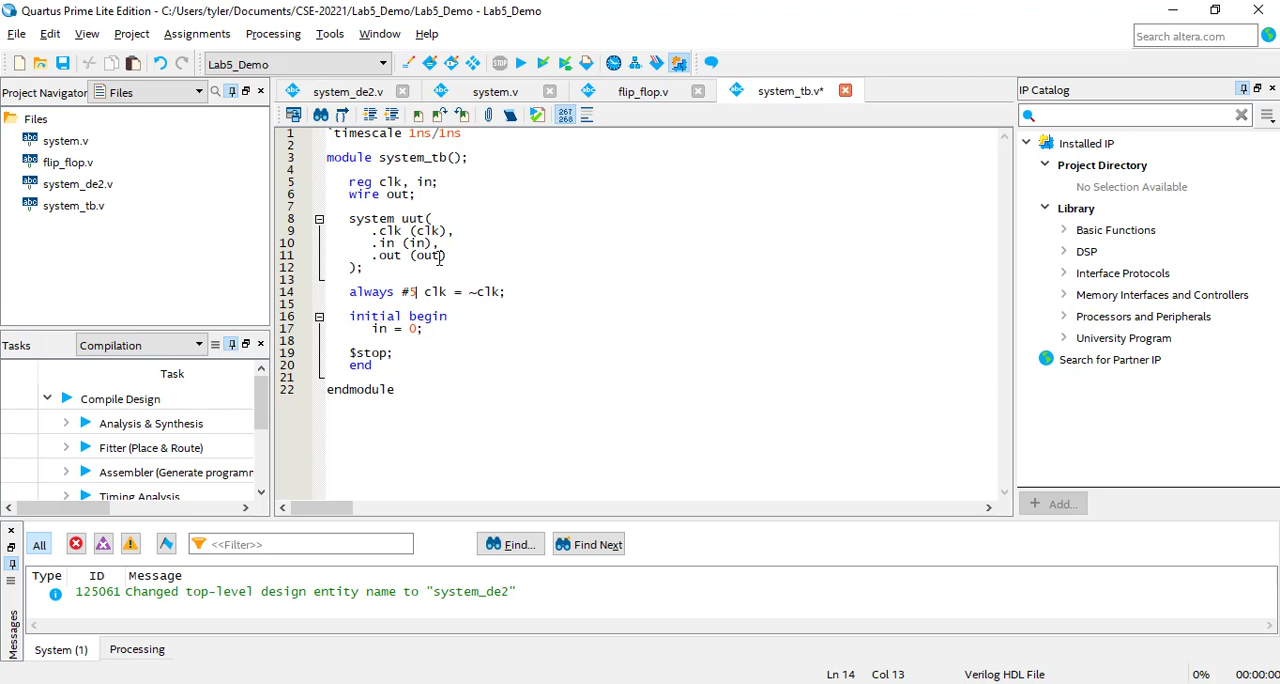 Quartus Prime Lite Edition - C:/Users/tyler/Documents/CSE-20221/Lab5_Demo/Lab5_Demo - Lab5_Demo
File Edit View Project Assignments Processing Tools Window Help
Search altera.com
Lab5_Demo
Project Navigator Files
system_de2.v system.v flip_flop.v system_tb.v*
IP Catalog
Files
system.v
flip_flop.v
system_de2.v
system_tb.v
267
268
1 `timescale 1ns/1ns
2
3 module system_tb();
4
5 reg clk, in;
6 wire out;
7
8 system uut(
9 .clk (clk),
10 .in (in),
11 .out (out)
12 );
13
14 always #5 clk = ~clk;
15
16 initial begin
17 in = 0;
18
19 $stop;
20 end
21
22 endmodule
Installed IP
Project Directory
No Selection Available
Library
Basic Functions
DSP
Interface Protocols
Memory Interfaces and Controllers
Processors and Peripherals
University Program
Search for Partner IP
Add...
Tasks Compilation
Task
Compile Design
Analysis & Synthesis
Fitter (Place & Route)
Assembler (Generate programm
Timing Analysis
All <<Filter>> Find... Find Next
Type ID Message
125061 Changed top-level design entity name to "system_de2"
Messages
System (1) Processing
Ln 14 Col 13 Verilog HDL File 0% 00:00:00